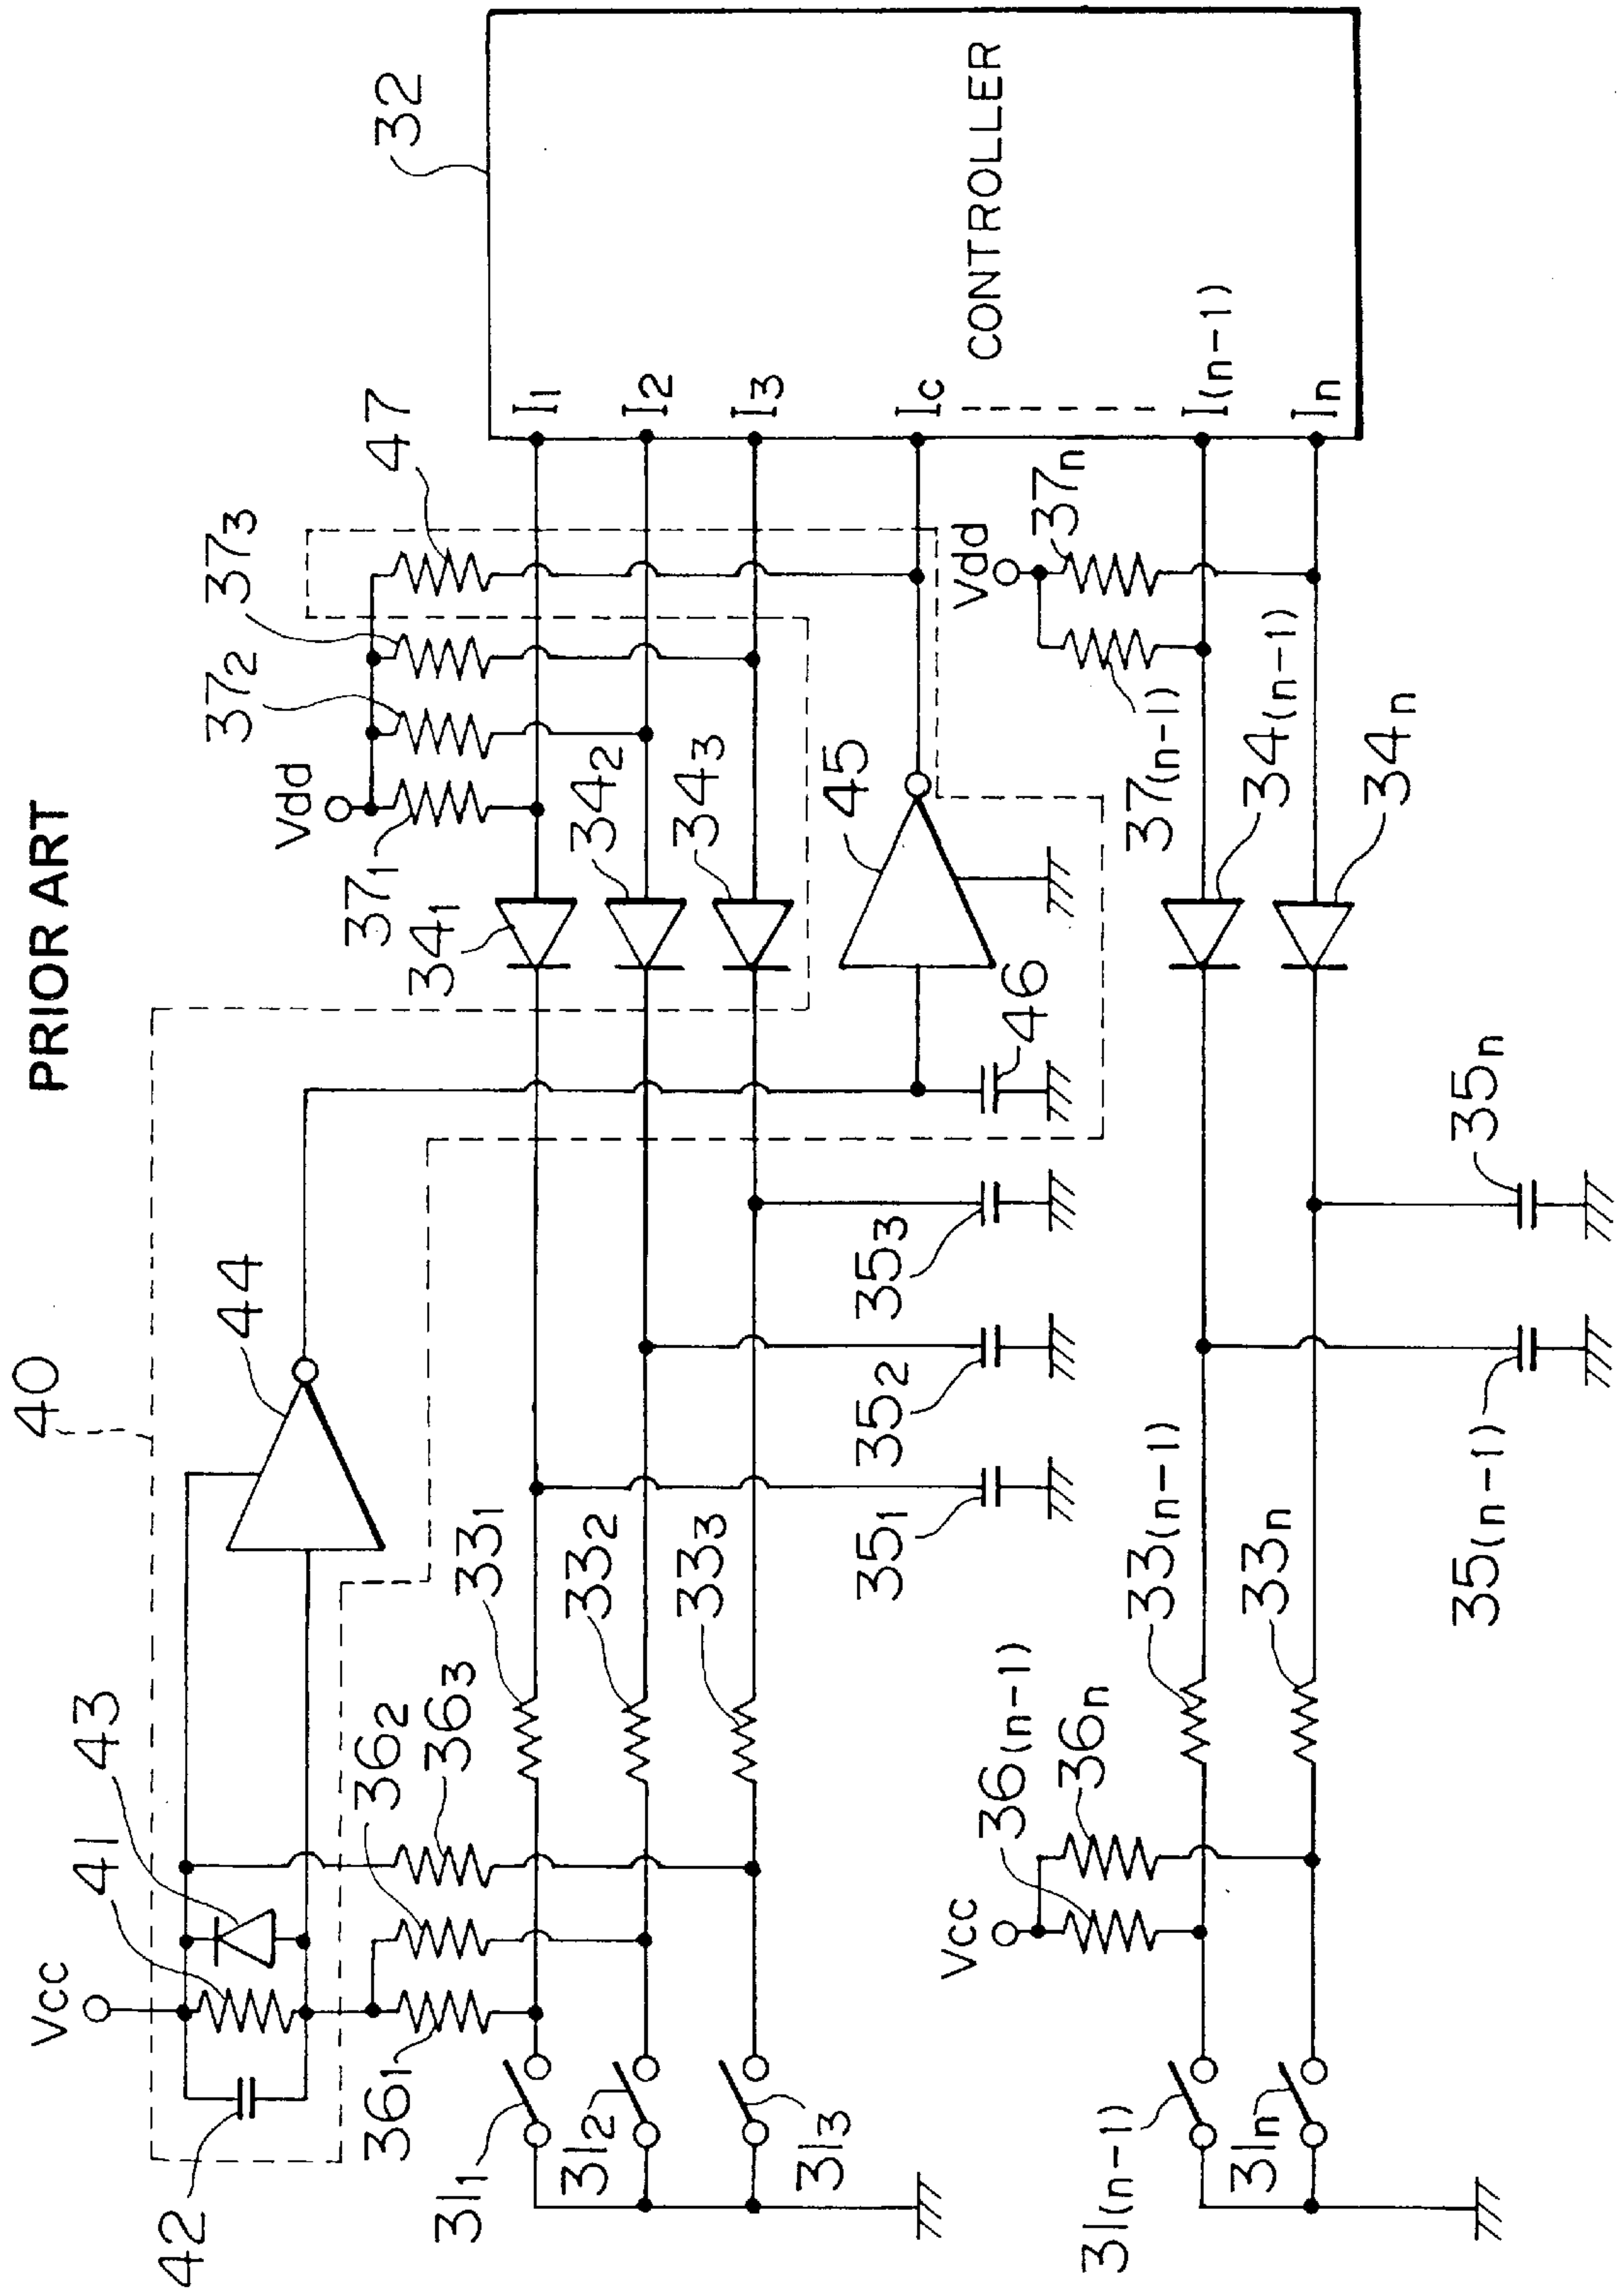 PRIOR ART
40
32
CONTROLLER
I1
I2
I3
Ic
I(n-1)
In
47
373
372
Vdd
371
341
342
343
45
46
Vdd
37n
37(n-1)
34(n-1)
34n
44
43
41
Vcc
42
361
362
363
331
332
333
351
352
353
311
312
313
Vcc
36(n-1)
36n
33(n-1)
33n
35(n-1)
35n
31(n-1)
31n